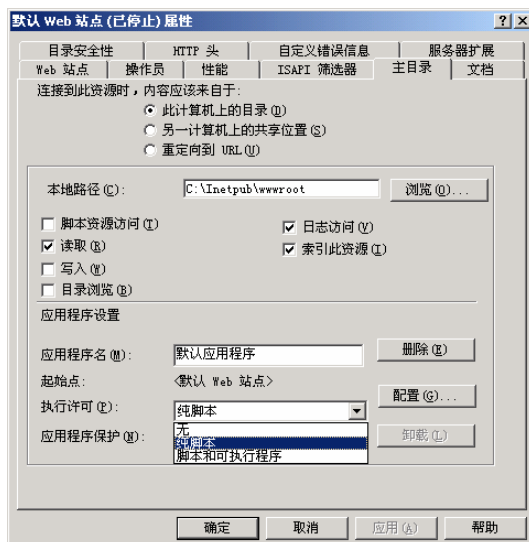 默认 Web 站点 (已停止) 属性
目录安全性 HTTP 头 自定义错误信息 服务器扩展
Web 站点 操作员 性能 ISAPI 筛选器 主目录 文档
连接到此资源时，内容应该来自于:
此计算机上的目录(D)
另一计算机上的共享位置(S)
重定向到 URL(U)
本地路径(C): C:\Inetpub\wwwroot 浏览(O)...
脚本资源访问(T) 日志访问(V)
读取(R) 索引此资源(I)
写入(W)
目录浏览(B)
应用程序设置
应用程序名(M): 默认应用程序 删除(E)
起始点: <默认 Web 站点>
执行许可(P): 纯脚本 配置(G)...
无
应用程序保护(N): 纯脚本 卸载(L)
脚本和可执行程序
确定 取消 应用(A) 帮助